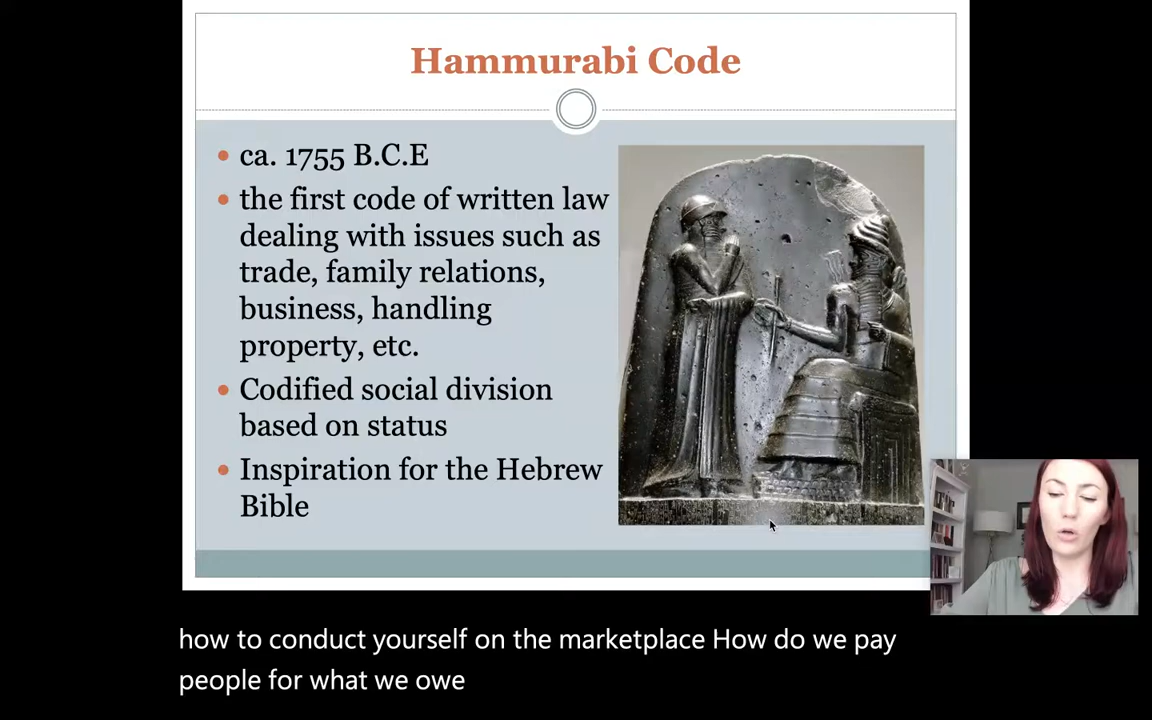 Hammurabi Code
ca. 1755 B.C.E
the first code of written law
dealing with issues such as
trade, family relations,
business, handling
property, etc.
Codified social division
based on status
Inspiration for the Hebrew
Bible
how to conduct yourself on the marketplace How do we pay
people for what we owe